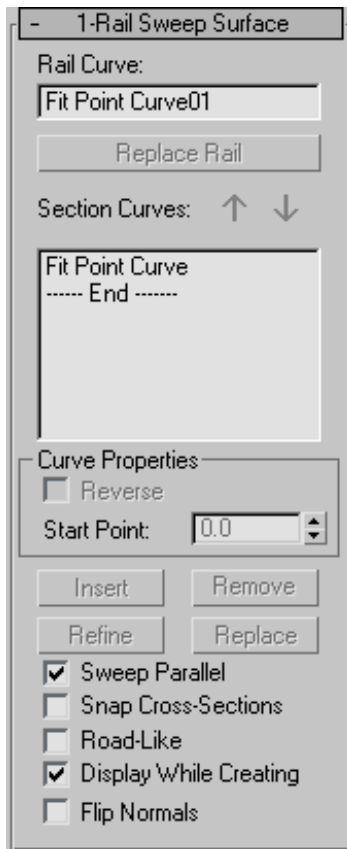 - 1-Rail Sweep Surface
Rail Curve:
Fit Point Curve01
Replace Rail
Section Curves:
Fit Point Curve
------ End -------
Curve Properties
Reverse
Start Point: 0.0
Insert Remove
Refine Replace
Sweep Parallel
Snap Cross-Sections
Road-Like
Display While Creating
Flip Normals